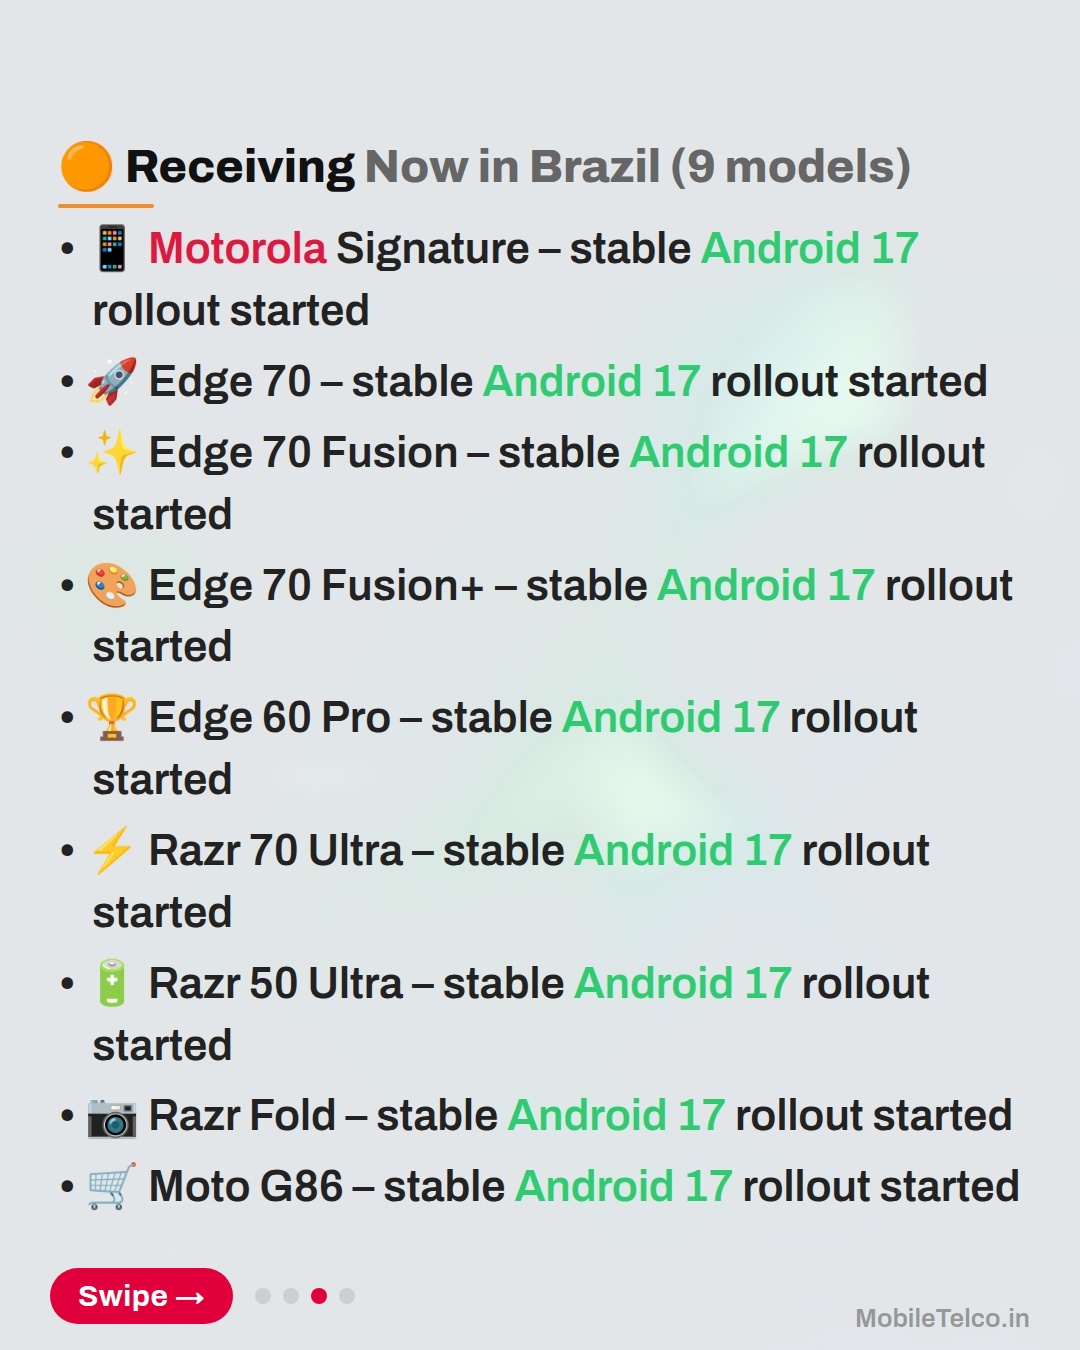 🟠 Receiving Now in Brazil (9 models)
• 📱 Motorola Signature – stable Android 17
rollout started
• 🚀 Edge 70 – stable Android 17 rollout started
• ✨ Edge 70 Fusion – stable Android 17 rollout
started
• 🎨 Edge 70 Fusion+ – stable Android 17 rollout
started
• 🏆 Edge 60 Pro – stable Android 17 rollout
started
• ⚡ Razr 70 Ultra – stable Android 17 rollout
started
• 🔋 Razr 50 Ultra – stable Android 17 rollout
started
• 📷 Razr Fold – stable Android 17 rollout started
• 🛒 Moto G86 – stable Android 17 rollout started
Swipe →
MobileTelco.in